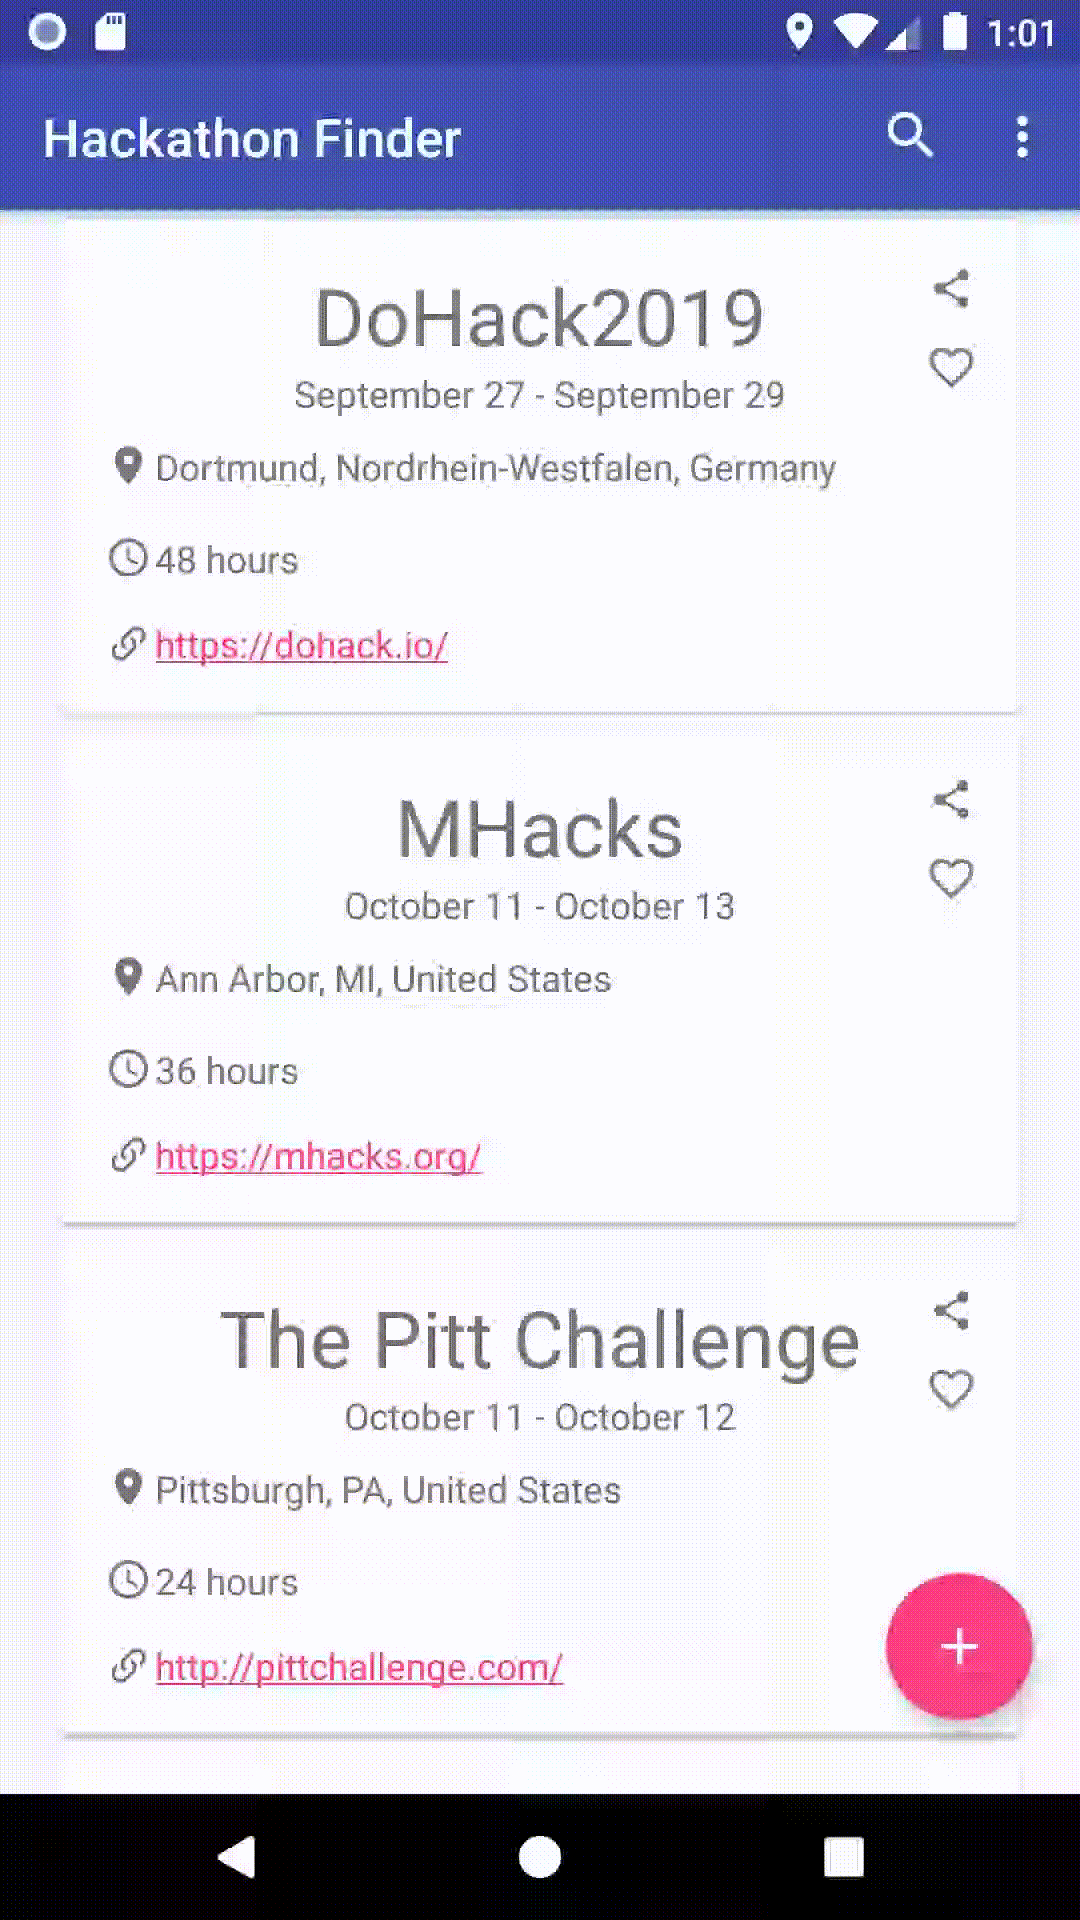 1:01
Hackathon Finder
DoHack2019
September 27 - September 29
Dortmund, Nordrhein-Westfalen, Germany
48 hours
https://dohack.io/
MHacks
October 11 - October 13
Ann Arbor, MI, United States
36 hours
https://mhacks.org/
The Pitt Challenge
October 11 - October 12
Pittsburgh, PA, United States
24 hours
http://pittchallenge.com/